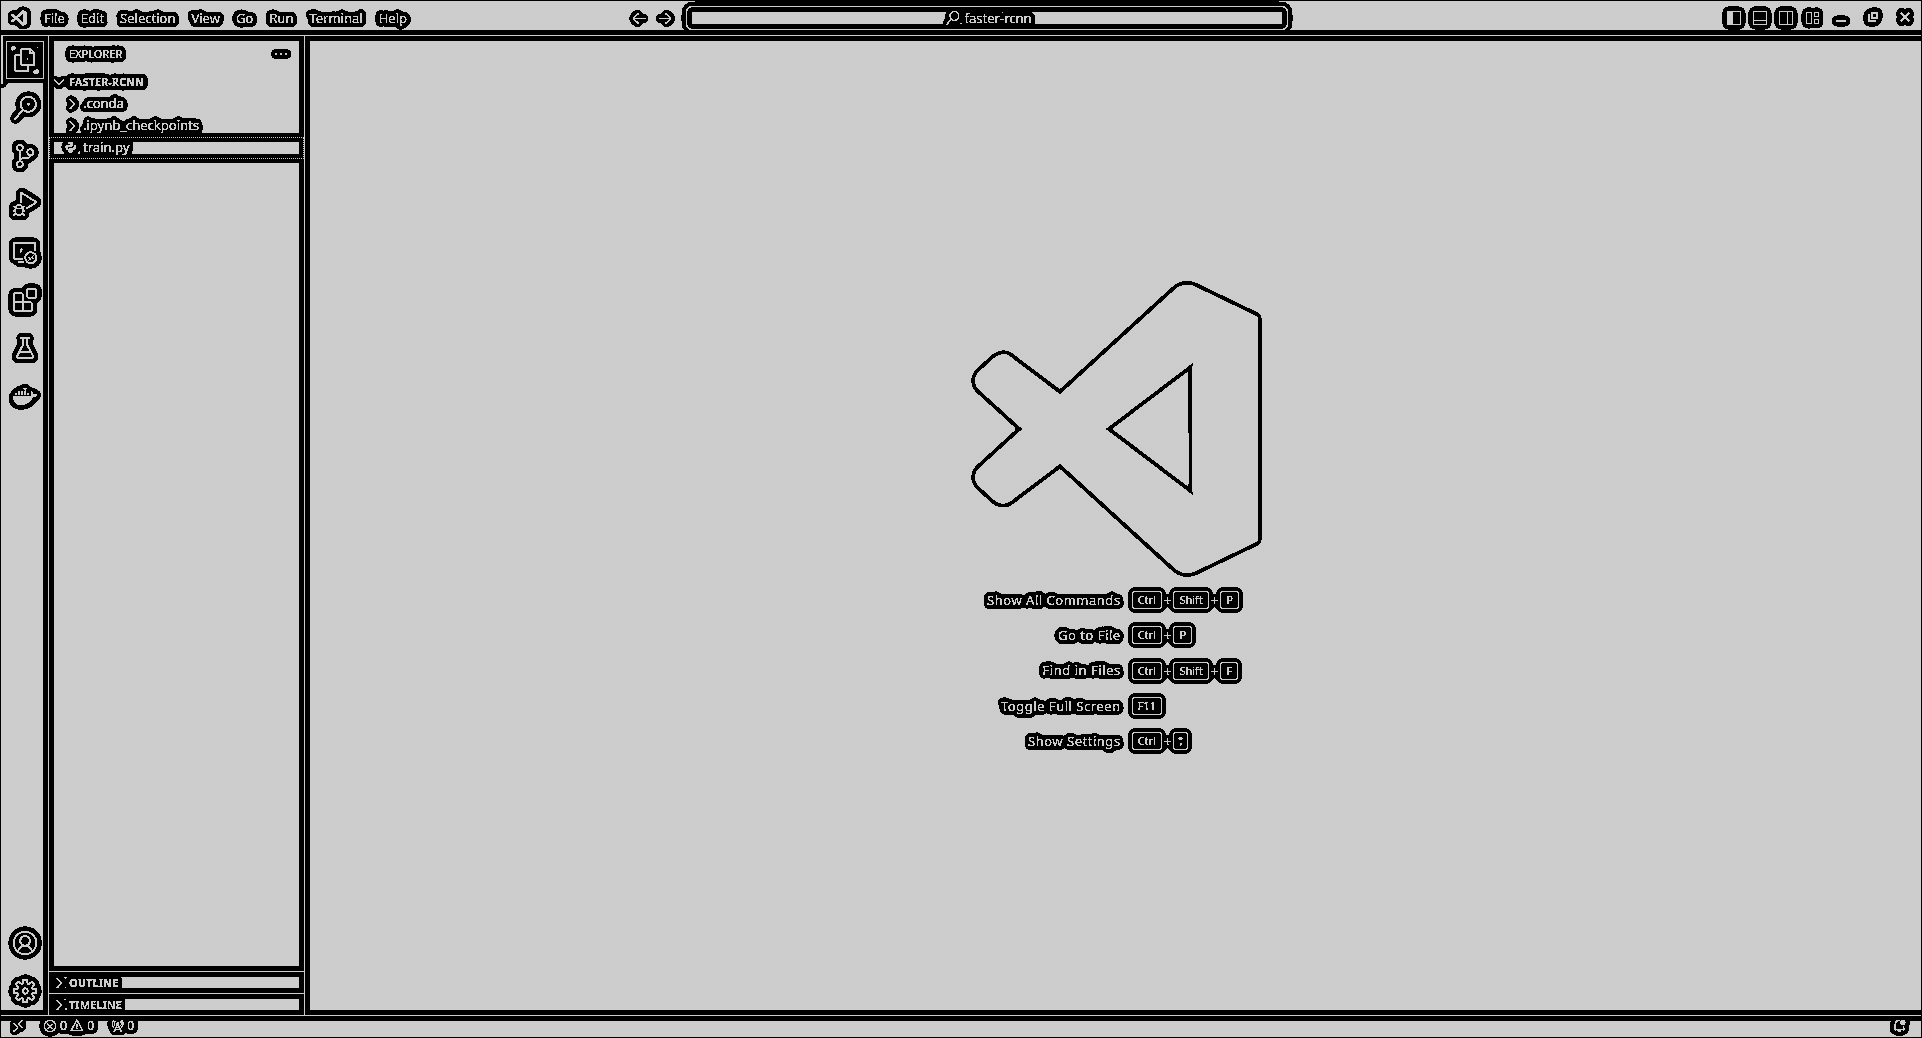 File Edit Selection View Go Run Terminal Help
faster-rcnn
EXPLORER
FASTER-RCNN
.conda
.ipynb_checkpoints
train.py
Show All Commands Ctrl + Shift + P
Go to File Ctrl + P
Find in Files Ctrl + Shift + F
Toggle Full Screen F11
Show Settings Ctrl + ;
OUTLINE
TIMELINE
0 0 0